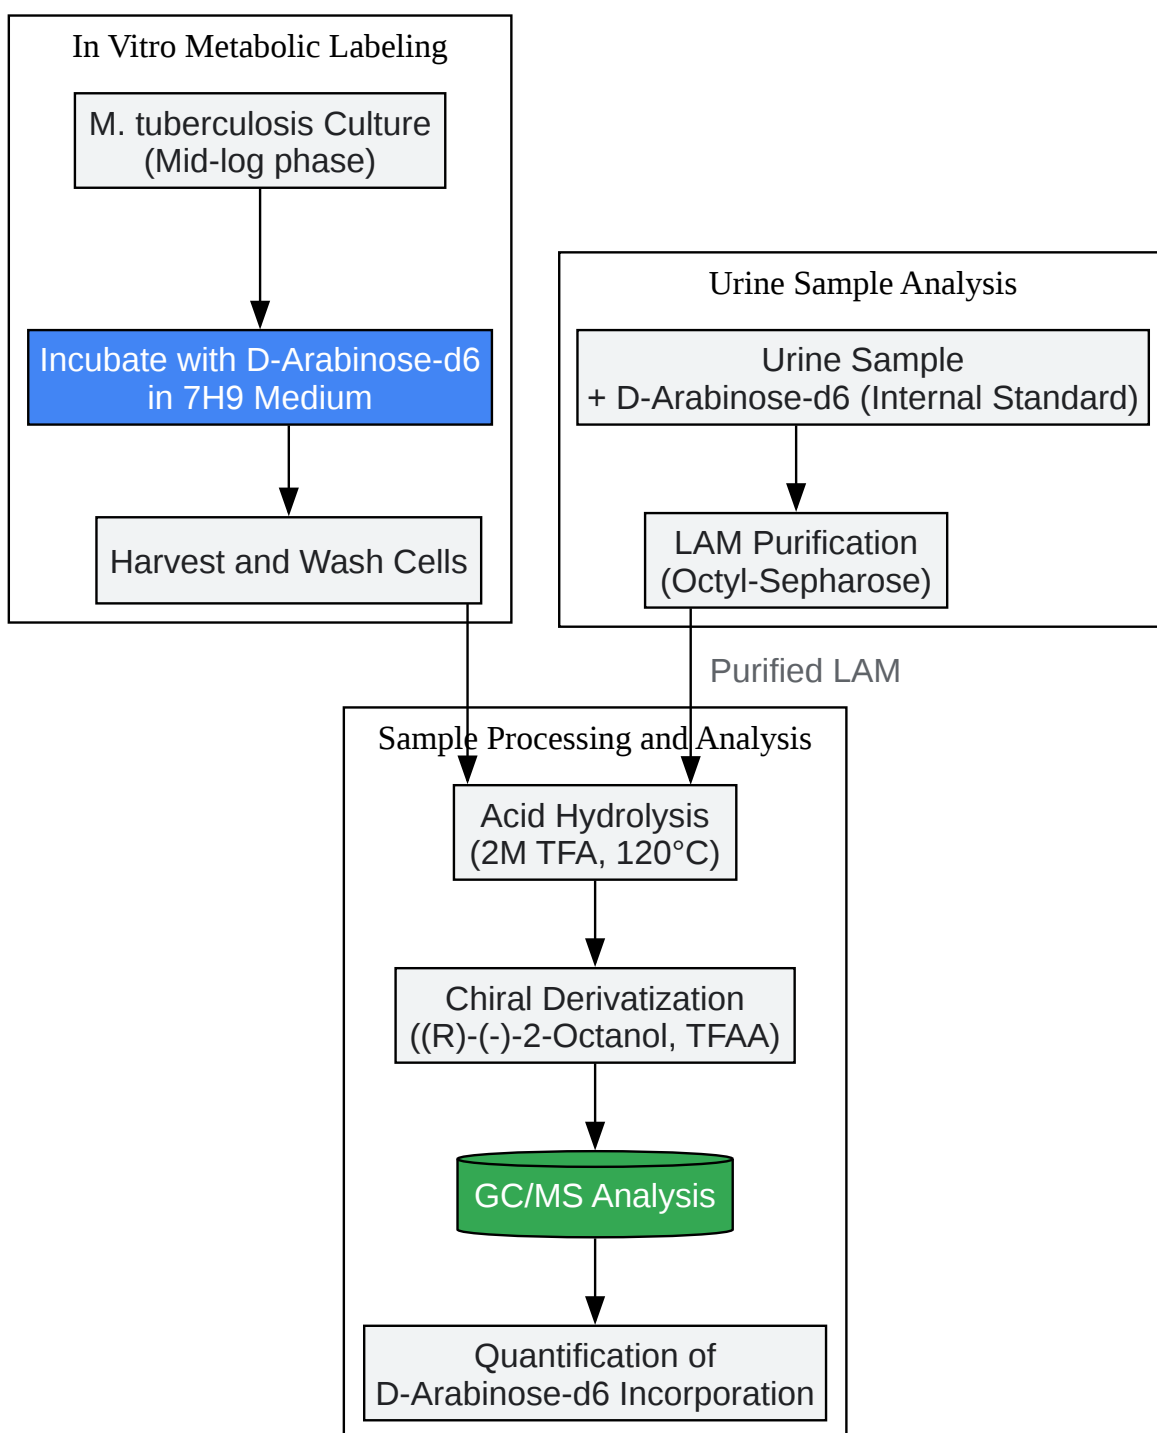 In Vitro Metabolic Labeling
M. tuberculosis Culture
(Mid-log phase)
Incubate with D-Arabinose-d6
in 7H9 Medium
Harvest and Wash Cells
Urine Sample Analysis
Urine Sample
+ D-Arabinose-d6 (Internal Standard)
LAM Purification
(Octyl-Sepharose)
Purified LAM
Sample Processing and Analysis
Acid Hydrolysis
(2M TFA, 120°C)
Chiral Derivatization
((R)-(-)-2-Octanol, TFAA)
GC/MS Analysis
Quantification of
D-Arabinose-d6 Incorporation